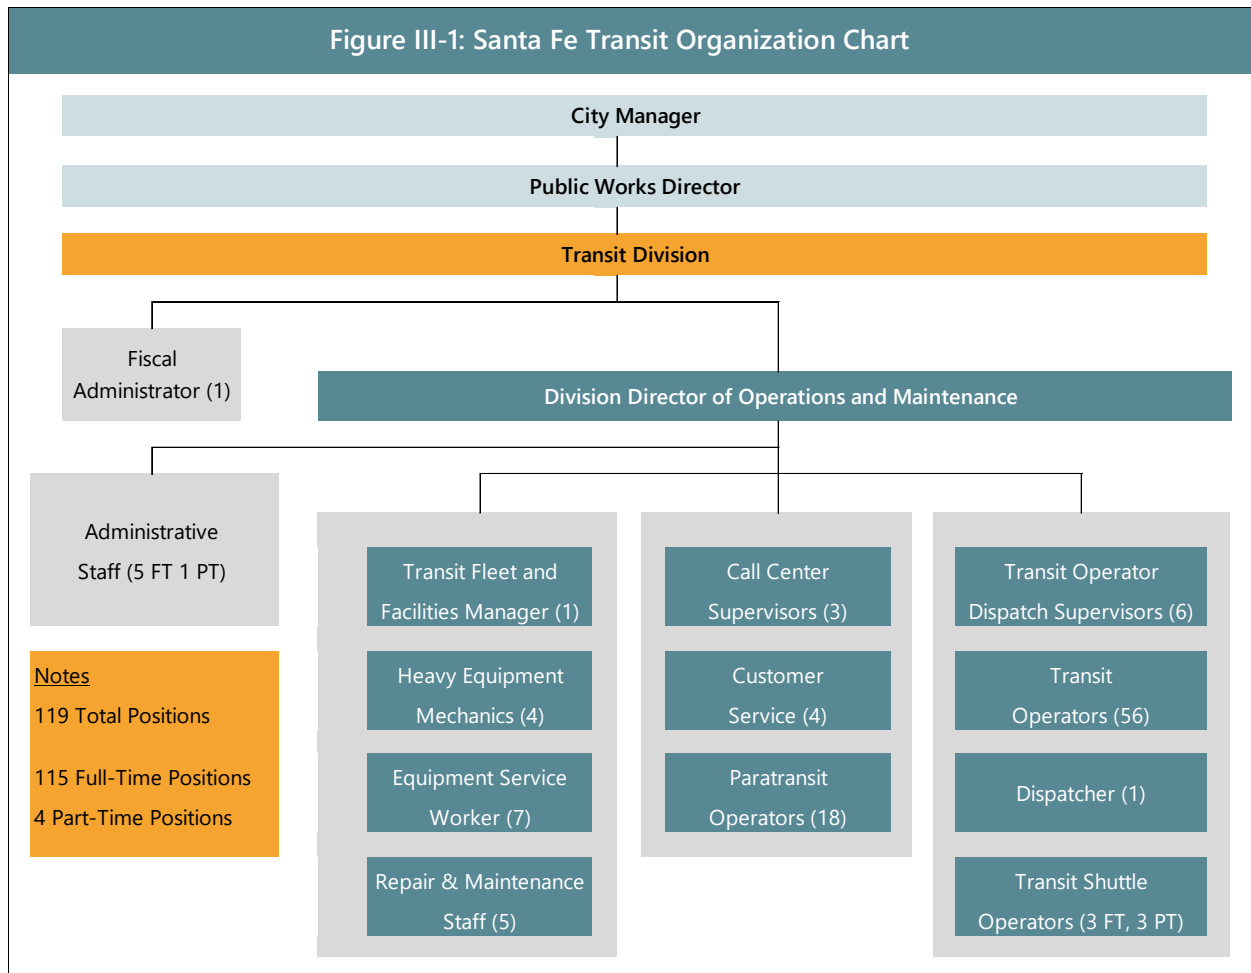 Figure III-1: Santa Fe Transit Organization Chart
City Manager
Public Works Director
Transit Division
Fiscal
Administrator (1)
Division Director of Operations and Maintenance
Administrative
Staff (5 FT 1 PT)
Transit Fleet and
Facilities Manager (1)
Heavy Equipment
Mechanics (4)
Equipment Service
Worker (7)
Repair & Maintenance
Staff (5)
Call Center
Supervisors (3)
Customer
Service (4)
Paratransit
Operators (18)
Transit Operator
Dispatch Supervisors (6)
Transit
Operators (56)
Dispatcher (1)
Transit Shuttle
Operators (3 FT, 3 PT)
Notes
119 Total Positions
115 Full-Time Positions
4 Part-Time Positions